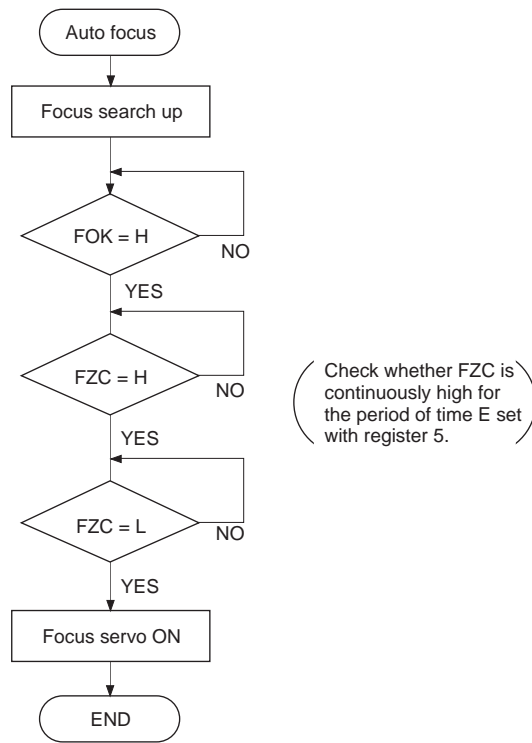 Auto focus
Focus search up
FOK = H
NO
YES
FZC = H
NO
Check whether FZC is
continuously high for
the period of time E set
with register 5.
YES
FZC = L
NO
YES
Focus servo ON
END